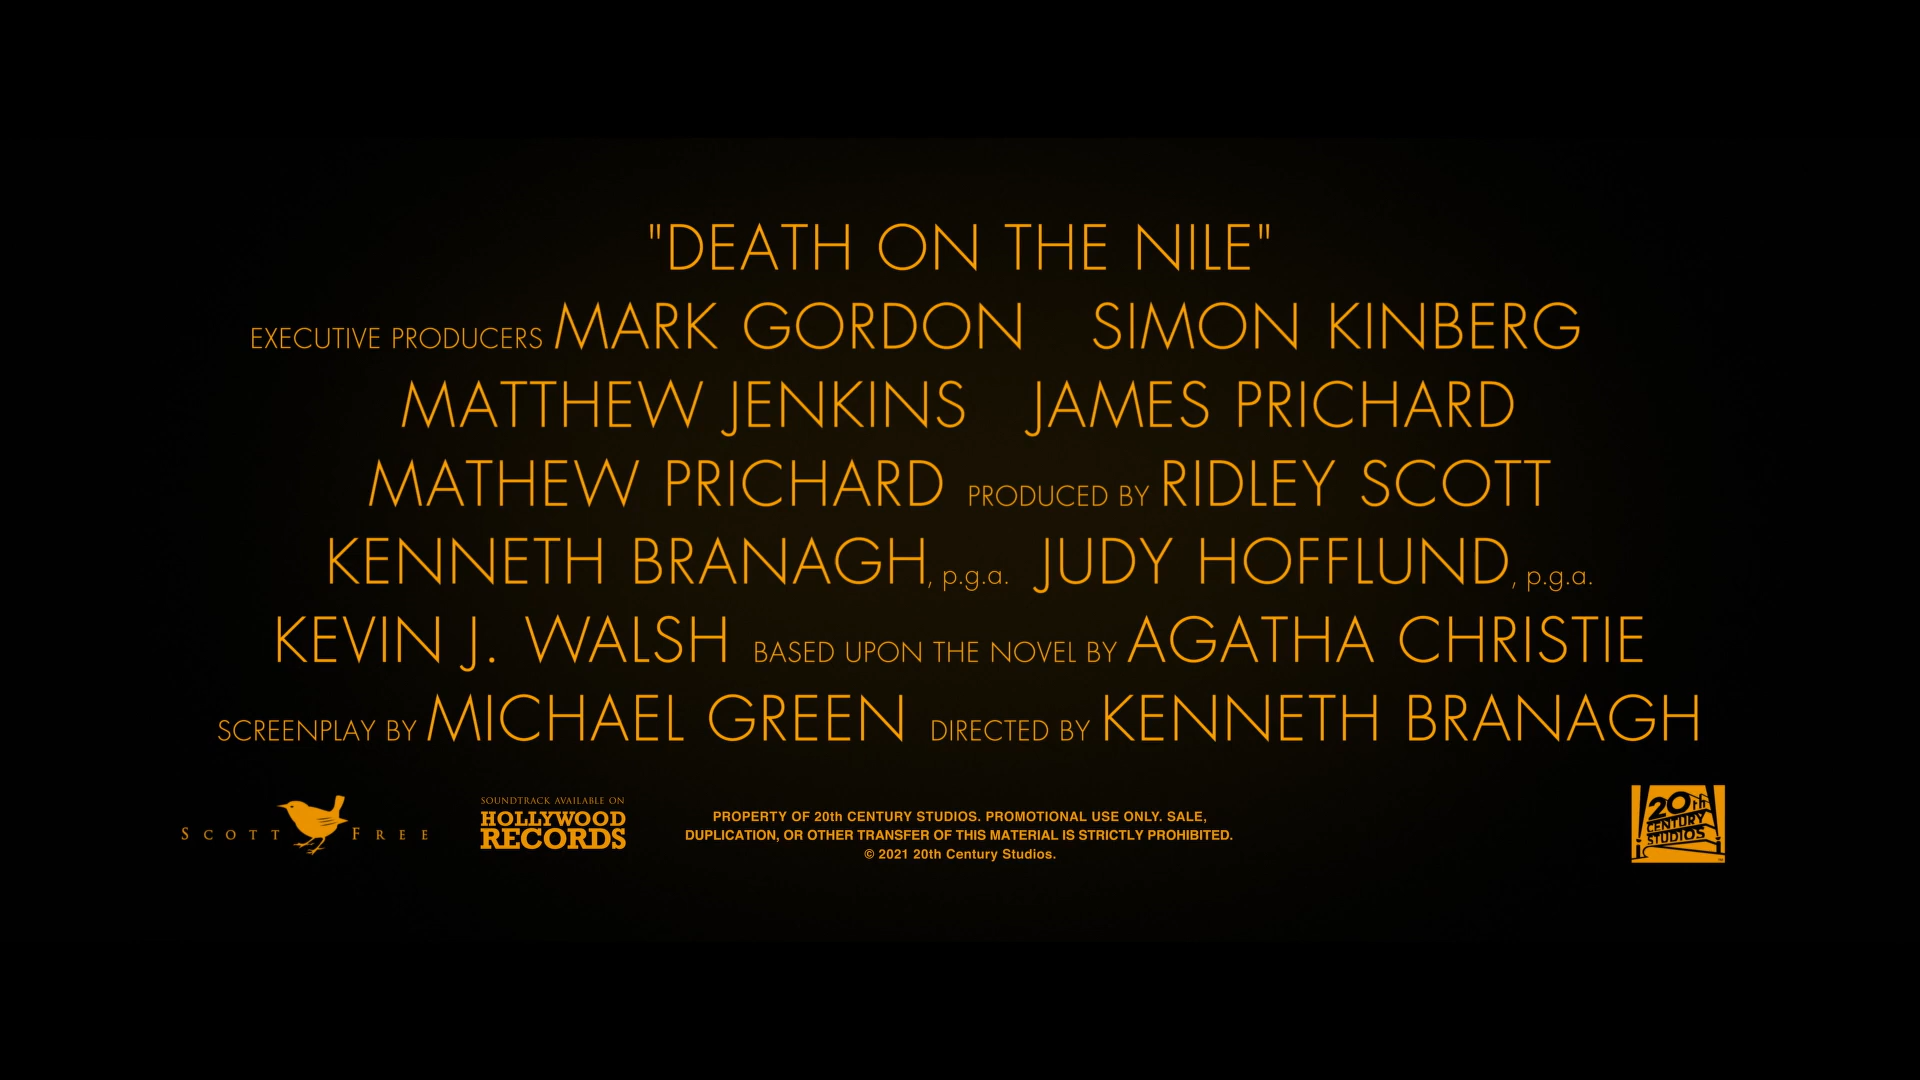 "DEATH ON THE NILE"
EXECUTIVE PRODUCERS MARK GORDON SIMON KINBERG
MATTHEW JENKINS JAMES PRICHARD
MATHEW PRICHARD PRODUCED BY RIDLEY SCOTT
KENNETH BRANAGH, p.g.a. JUDY HOFFLUND, p.g.a.
KEVIN J. WALSH BASED UPON THE NOVEL BY AGATHA CHRISTIE
SCREENPLAY BY MICHAEL GREEN DIRECTED BY KENNETH BRANAGH
SCOTT FREE
SOUNDTRACK AVAILABLE ON
HOLLYWOOD
RECORDS
PROPERTY OF 20th CENTURY STUDIOS. PROMOTIONAL USE ONLY. SALE,
DUPLICATION, OR OTHER TRANSFER OF THIS MATERIAL IS STRICTLY PROHIBITED.
© 2021 20th Century Studios.
20TH
CENTURY
STUDIOS